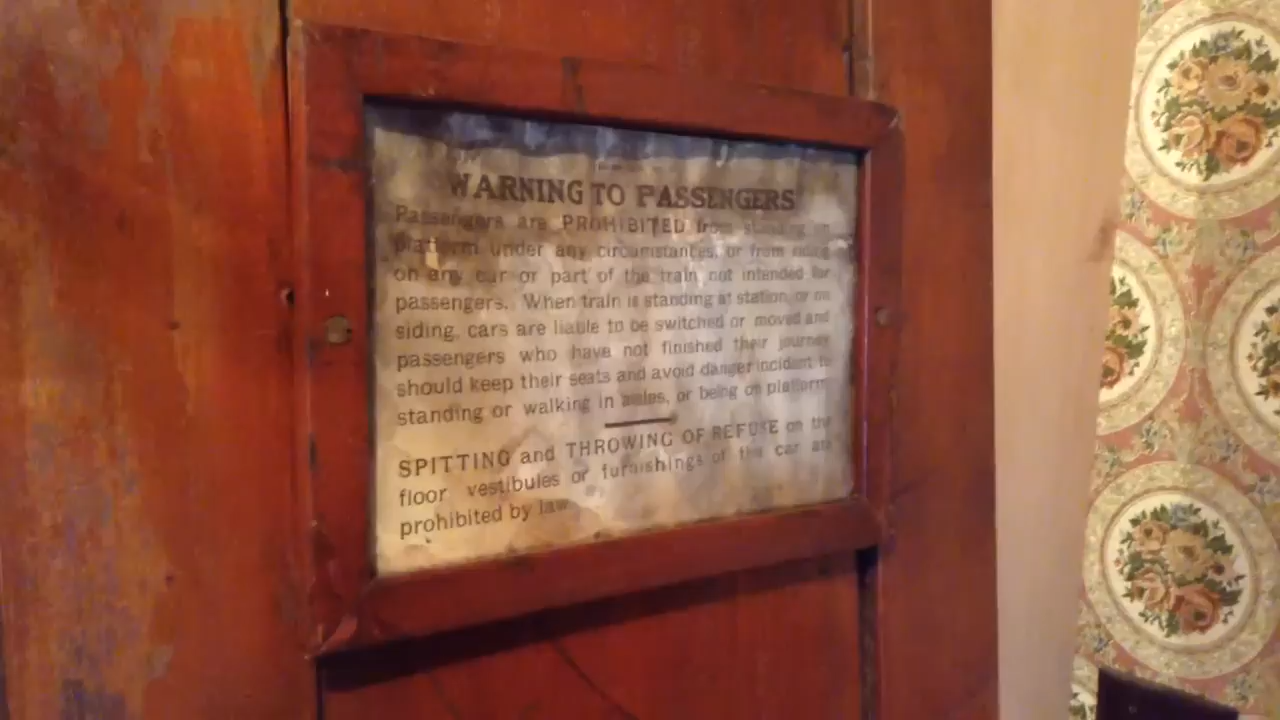 WARNING TO PASSENGERS
Passengers are PROHIBITED from standing on
platform under any circumstances, or from riding
on any car or part of the train not intended for
passengers. When train is standing at station, or on
siding, cars are liable to be switched or moved and
passengers who have not finished their journey
should keep their seats and avoid danger incident to
standing or walking in aisles, or being on platform
SPITTING and THROWING OF REFUSE on the
floor vestibules or furnishings of the car are
prohibited by law